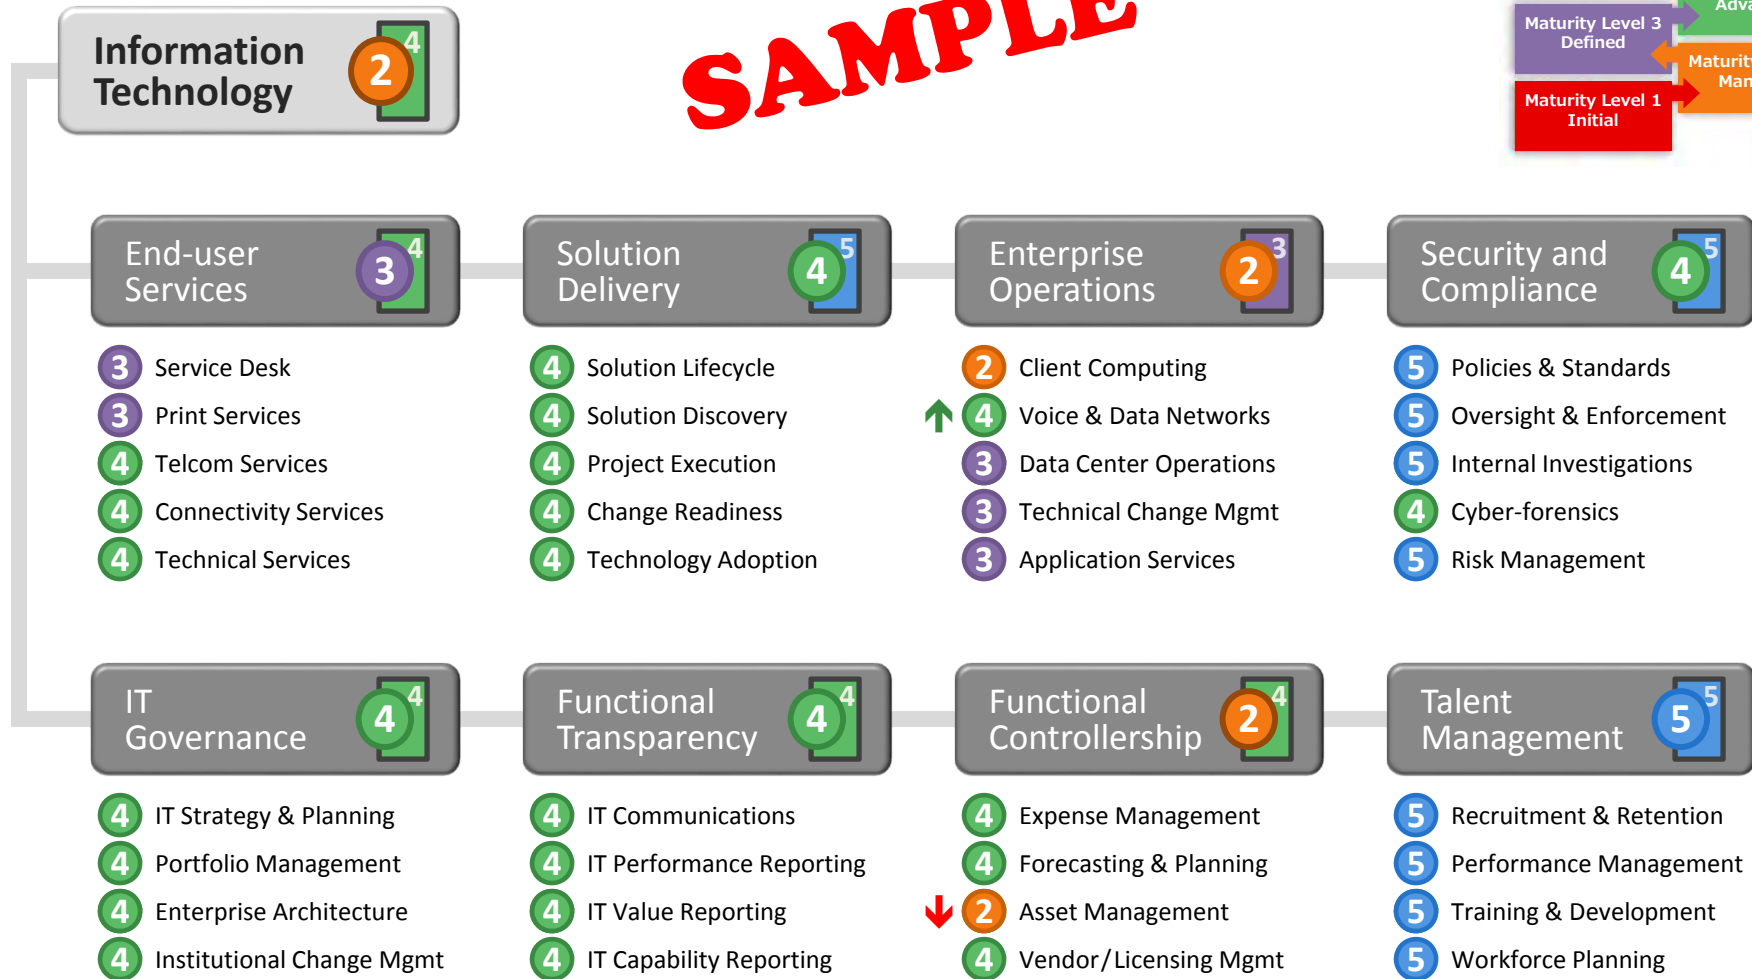 Information
Technology
2
4
SAMPLE
Maturity Level 3
Defined
Maturity Level 1
Initial
End-user
Services
3
4
Solution
Delivery
4
5
Enterprise
Operations
2
3
Security and
Compliance
4
5
3 Service Desk
3 Print Services
4 Telcom Services
4 Connectivity Services
4 Technical Services
4 Solution Lifecycle
4 Solution Discovery
4 Project Execution
4 Change Readiness
4 Technology Adoption
2 Client Computing
4 Voice & Data Networks
3 Data Center Operations
3 Technical Change Mgmt
3 Application Services
5 Policies & Standards
5 Oversight & Enforcement
5 Internal Investigations
4 Cyber-forensics
5 Risk Management
IT
Governance
4
4
Functional
Transparency
4
4
Functional
Controllership
2
4
Talent
Management
5
5
4 IT Strategy & Planning
4 Portfolio Management
4 Enterprise Architecture
4 Institutional Change Mgmt
4 IT Communications
4 IT Performance Reporting
4 IT Value Reporting
4 IT Capability Reporting
4 Expense Management
4 Forecasting & Planning
2 Asset Management
4 Vendor/Licensing Mgmt
5 Recruitment & Retention
5 Performance Management
5 Training & Development
5 Workforce Planning